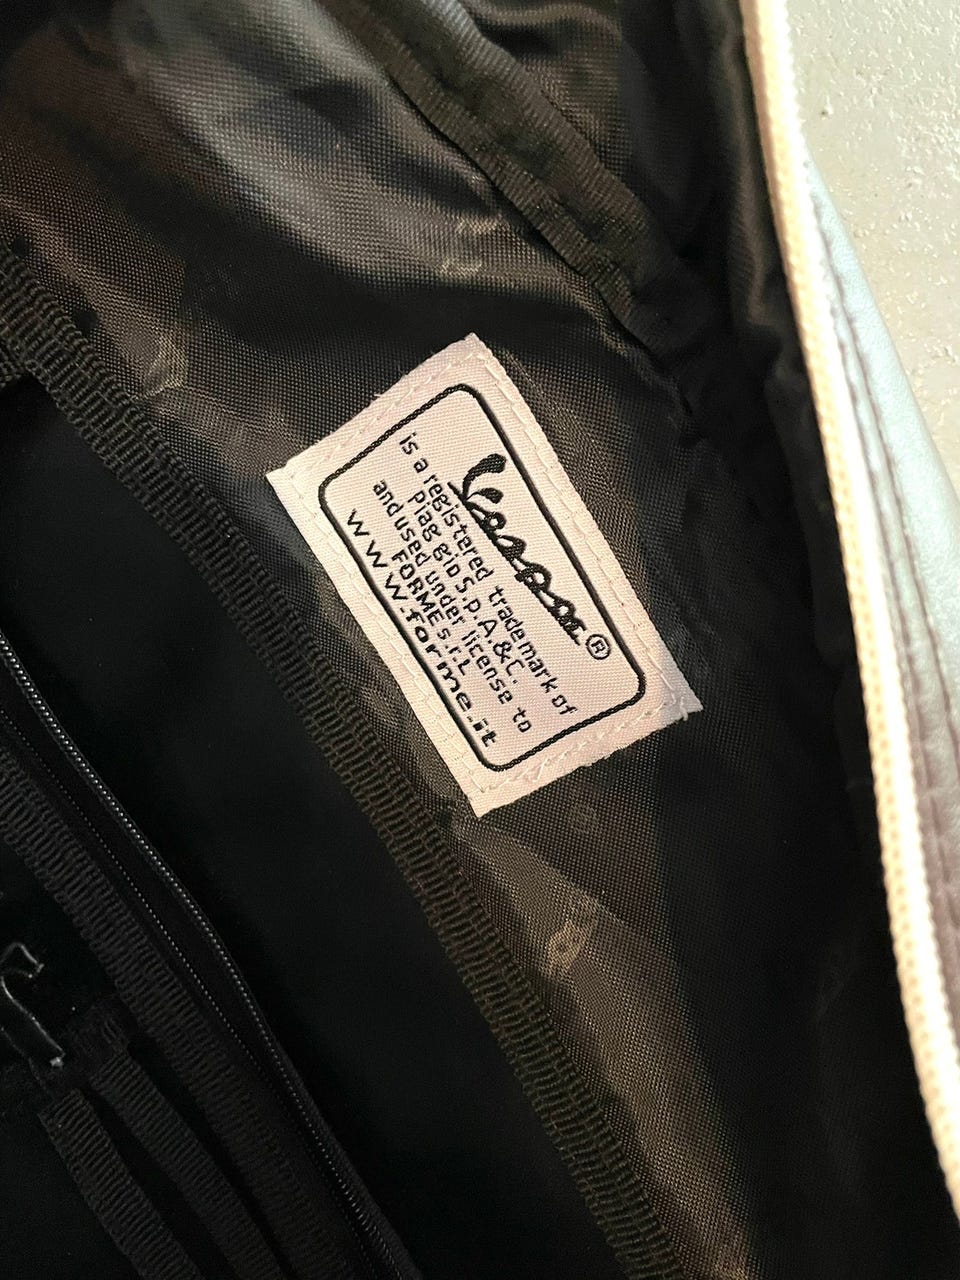 Vespa®
is a registered trademark of
piaggio S.p.A.&C.
and used under license to
FORME s.r.L
www.forme.it